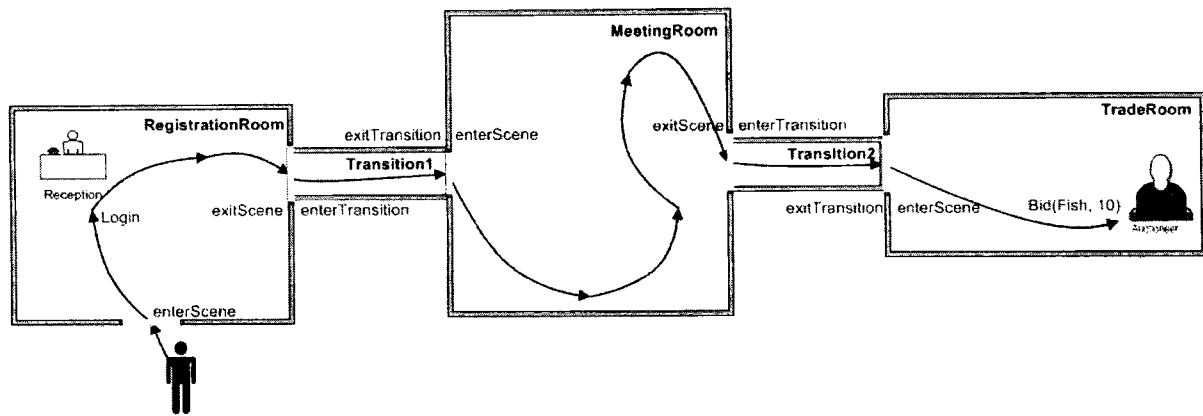 MeetingRoom
RegistrationRoom
TradeRoom
exitTransition enterScene
exitScene enterTransition
Transition1
Transition2
Reception
Login
exitScene enterTransition
exitTransition enterScene
Bid(Fish, 10)
Auctioneer
enterScene